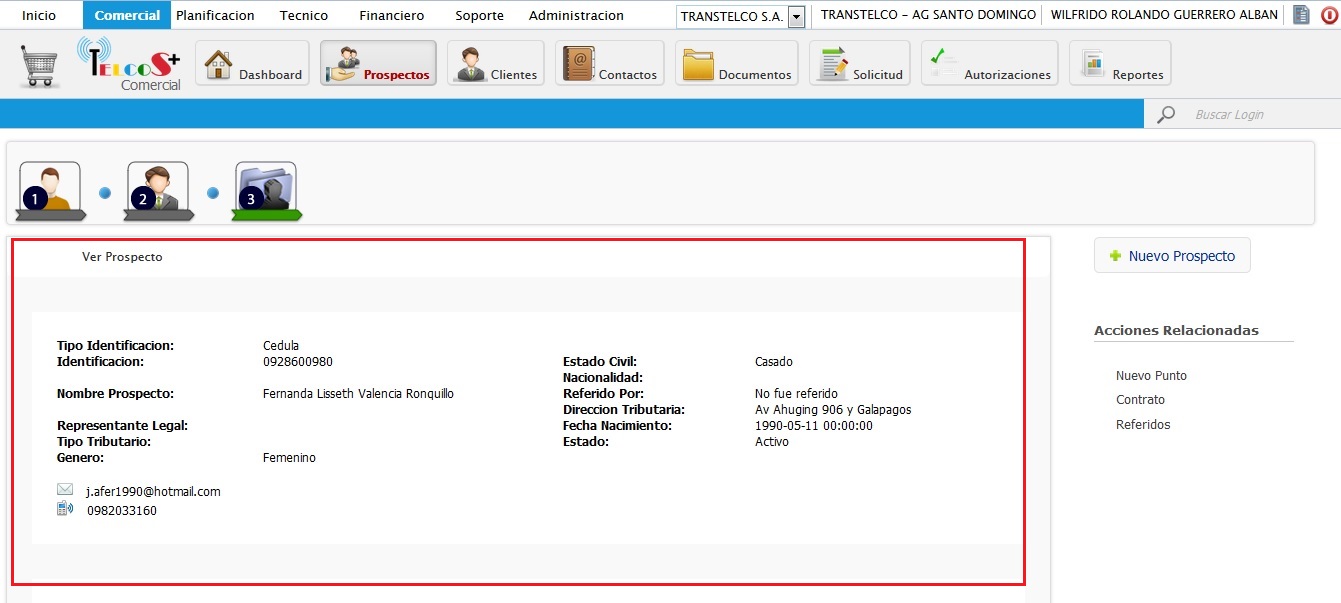 Inicio Comercial Planificacion Tecnico Financiero Soporte Administracion TRANSTELCO S.A. TRANSTELCO - AG SANTO DOMINGO WILFRIDO ROLANDO GUERRERO ALBAN
TELCOS+ Comercial
Dashboard Prospectos Clientes Contactos Documentos Solicitud Autorizaciones Reportes
Buscar Login
1 2 3
Ver Prospecto
Nuevo Prospecto
Acciones Relacionadas
Nuevo Punto
Contrato
Referidos
Tipo Identificacion: Cedula
Identificacion: 0928600980 Estado Civil: Casado
Nacionalidad:
Nombre Prospecto: Fernanda Lisseth Valencia Ronquillo Referido Por: No fue referido
Direccion Tributaria: Av Ahuging 906 y Galapagos
Representante Legal: Fecha Nacimiento: 1990-05-11 00:00:00
Tipo Tributario: Estado: Activo
Genero: Femenino
j.afer1990@hotmail.com
0982033160